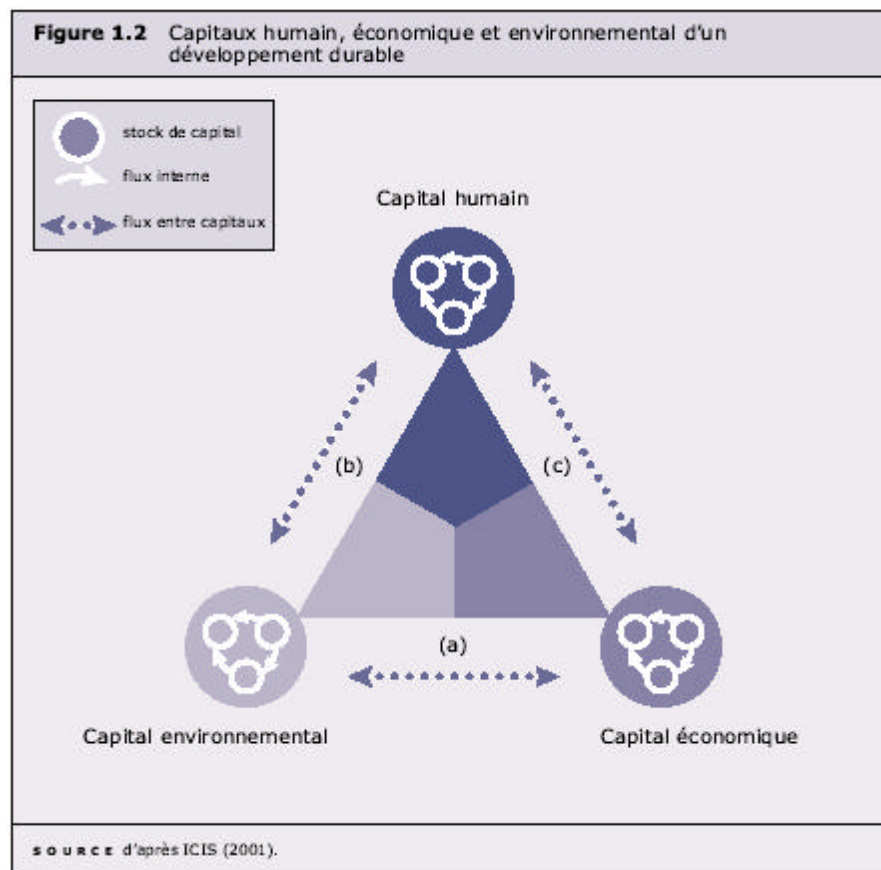 Figure 1.2 Capitaux humain, économique et environnemental d'un
développement durable
stock de capital
flux interne
flux entre capitaux
Capital humain
(b)
(c)
(a)
Capital environnemental
Capital économique
SOURCE d'après ICIS (2001).